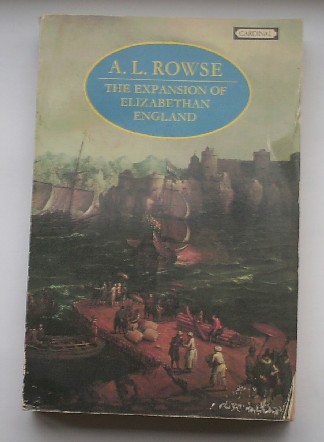 CARDINAL
A. L. ROWSE
THE EXPANSION OF
ELIZABETHAN
ENGLAND